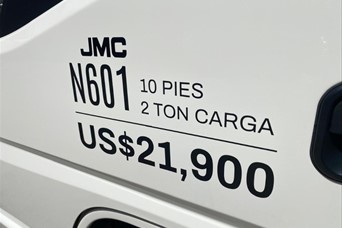 JMC
N601 10 PIES
2 TON CARGA
US$21,900